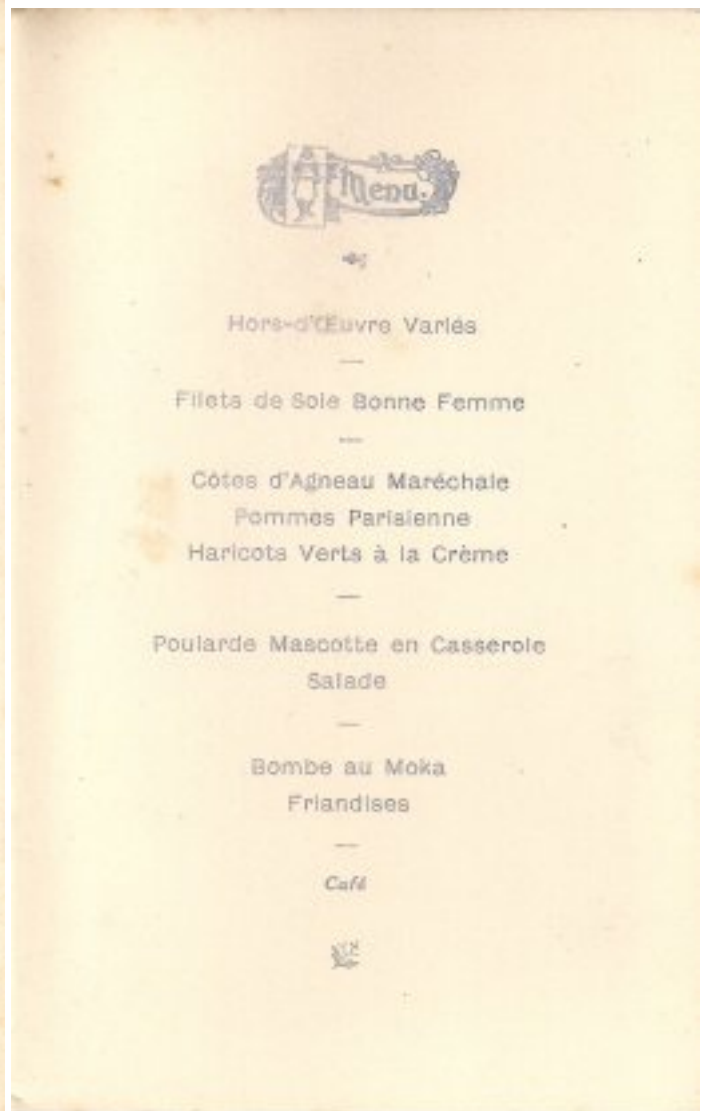 Menu.
Hors-d'Œuvre Variés
Filets de Sole Bonne Femme
Côtes d'Agneau Maréchale
Pommes Parisienne
Haricots Verts à la Crème
Poularde Mascotte en Casserole
Salade
Bombe au Moka
Friandises
Café